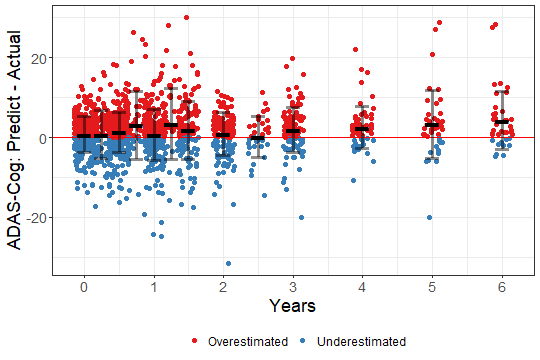 ADAS-Cog: Predict - Actual
20
0
-20
0 1 2 3 4 5 6
Years
Overestimated Underestimated